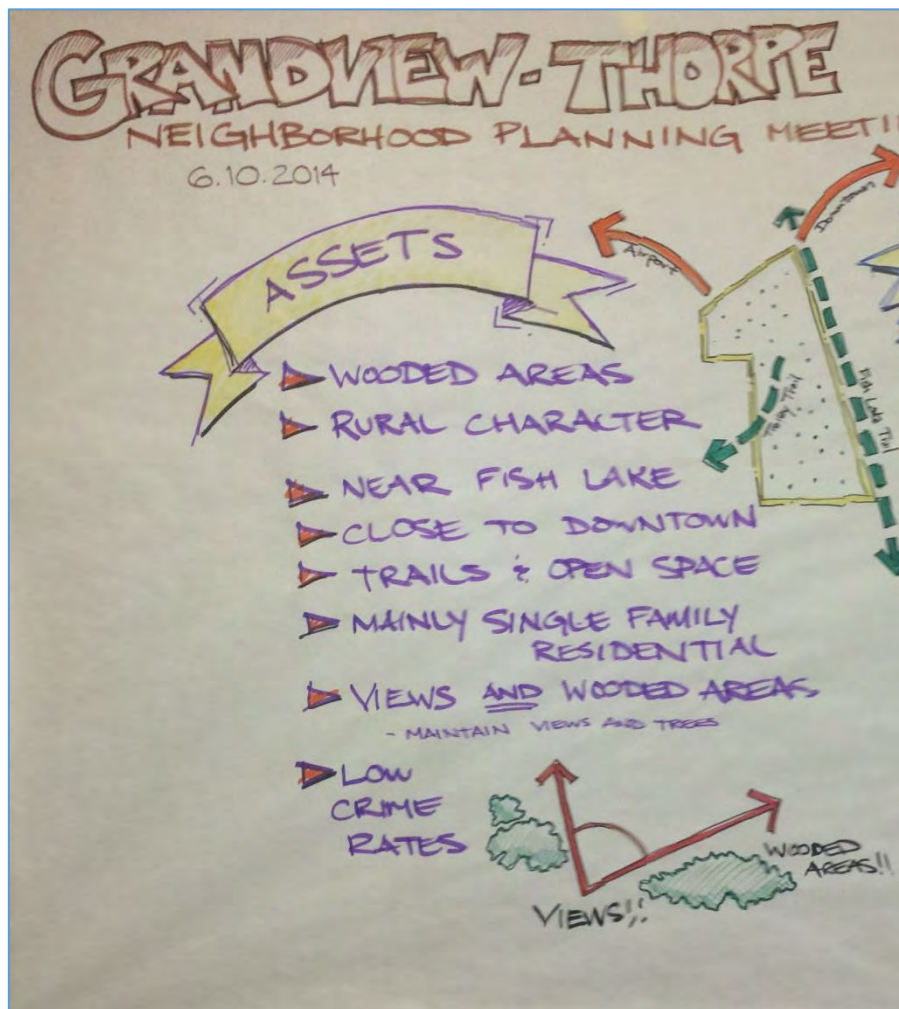 GRANDVIEW - THORPE
NEIGHBORHOOD PLANNING
6.10.2014
ASSETS
Airport
Downtown
Fish Lake Trail
Trail
WOODED AREAS
RURAL CHARACTER
NEAR FISH LAKE
CLOSE TO DOWNTOWN
TRAILS & OPEN SPACE
MAINLY SINGLE FAMILY
RESIDENTIAL
VIEWS AND WOODED AREAS
- MAINTAIN VIEWS AND TREES
LOW
CRIME
RATES
VIEWS!!
WOODED
AREAS!!